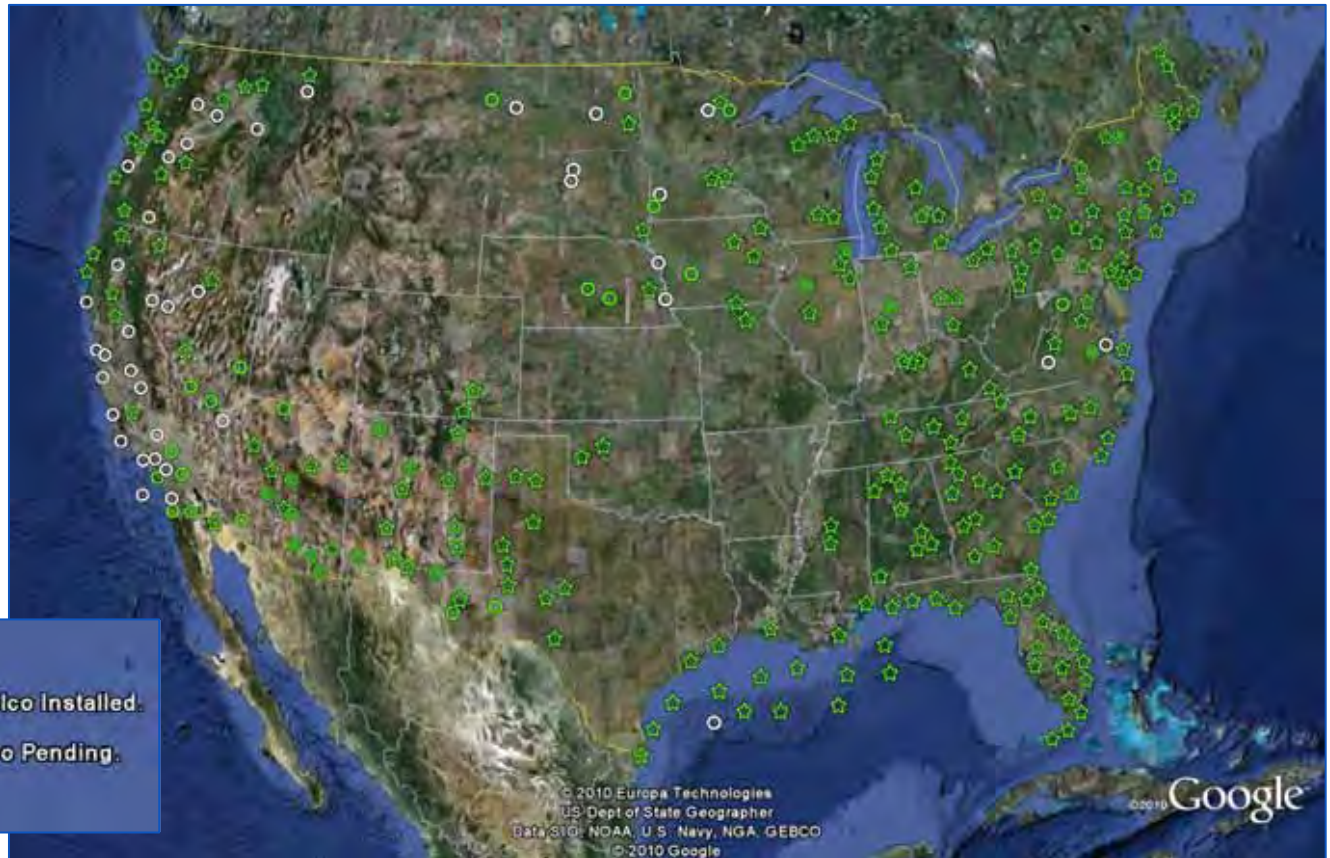 lco Installed.
o Pending.
© 2010 Europa Technologies
US Dept of State Geographer
Data SIO, NOAA, U.S. Navy, NGA, GEBCO
© 2010 Google
©2010 Google